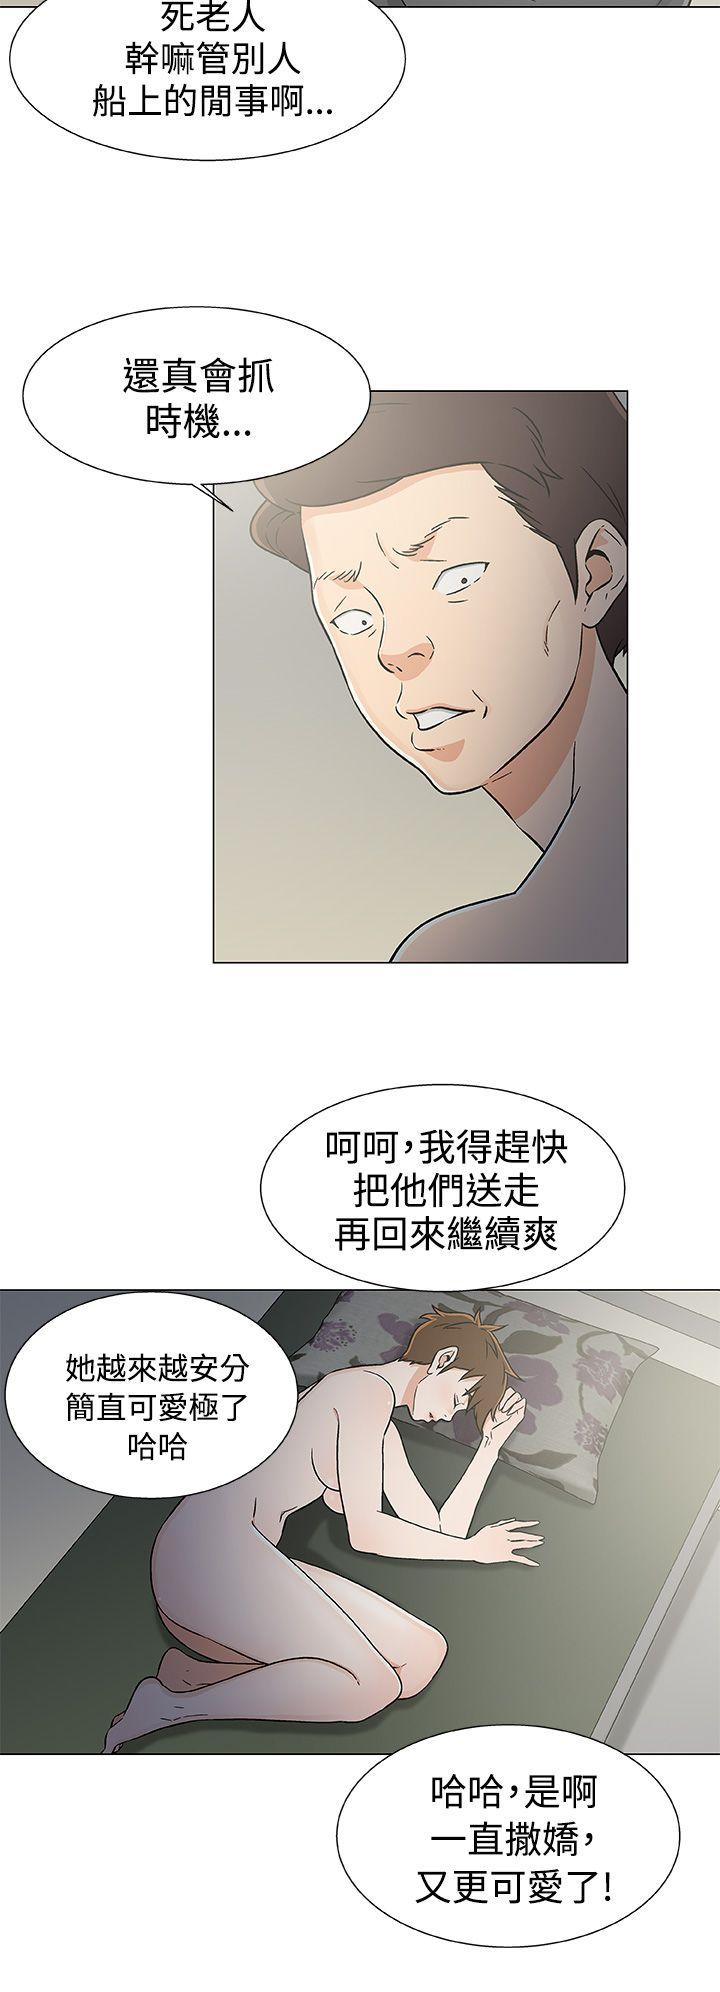 死老人
幹嘛管別人
船上的閒事啊...
還真會抓
時機...
呵呵，我得趕快
把他們送走
再回來繼續爽
她越來越安分
簡直可愛極了
哈哈
哈哈，是啊
一直撒嬌，
又更可愛了!